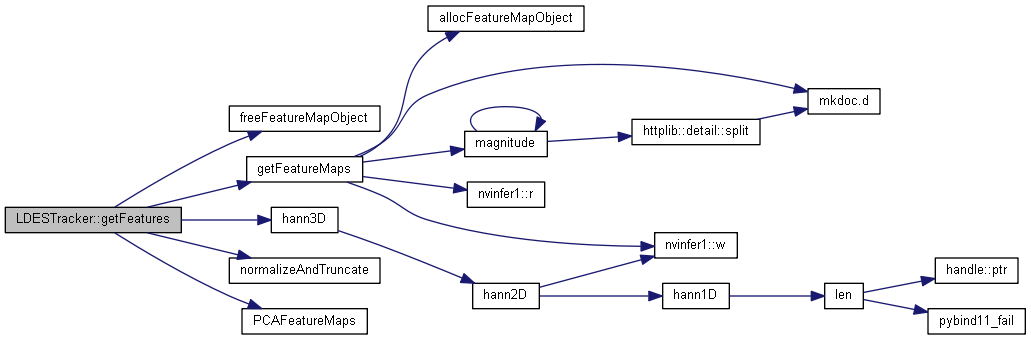 allocFeatureMapObject
mkdoc.d
freeFeatureMapObject
httplib::detail::split
magnitude
getFeatureMaps
nvinfer1::r
LDESTracker::getFeatures
hann3D
nvinfer1::w
normalizeAndTruncate
handle::ptr
hann2D
hann1D
len
PCAFeatureMaps
pybind11_fail